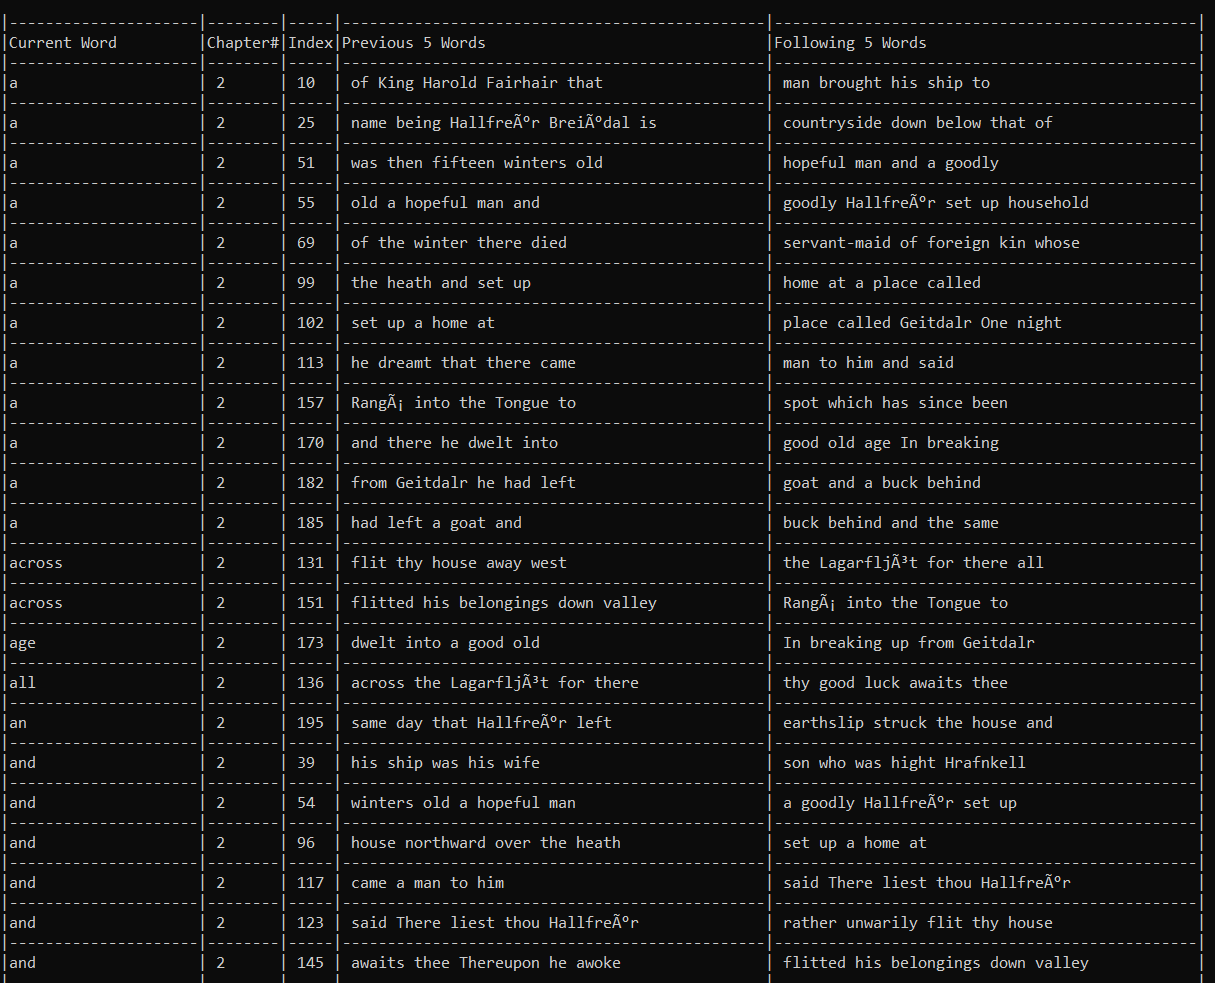 |---------------------|--------|-----|-----------------------------------------------|-----------------------------------------------|
|Current Word         |Chapter#|Index|Previous 5 Words                               |Following 5 Words                              |
|---------------------|--------|-----|-----------------------------------------------|-----------------------------------------------|
|a                    | 2      | 10  | of King Harold Fairhair that                  | man brought his ship to                       |
|---------------------|--------|-----|-----------------------------------------------|-----------------------------------------------|
|a                    | 2      | 25  | name being HallfreÃºr BreiÃºdal is            | countryside down below that of                |
|---------------------|--------|-----|-----------------------------------------------|-----------------------------------------------|
|a                    | 2      | 51  | was then fifteen winters old                  | hopeful man and a goodly                      |
|---------------------|--------|-----|-----------------------------------------------|-----------------------------------------------|
|a                    | 2      | 55  | old a hopeful man and                         | goodly HallfreÃºr set up household            |
|---------------------|--------|-----|-----------------------------------------------|-----------------------------------------------|
|a                    | 2      | 69  | of the winter there died                      | servant-maid of foreign kin whose             |
|---------------------|--------|-----|-----------------------------------------------|-----------------------------------------------|
|a                    | 2      | 99  | the heath and set up                          | home at a place called                        |
|---------------------|--------|-----|-----------------------------------------------|-----------------------------------------------|
|a                    | 2      | 102 | set up a home at                              | place called Geitdalr One night               |
|---------------------|--------|-----|-----------------------------------------------|-----------------------------------------------|
|a                    | 2      | 113 | he dreamt that there came                     | man to him and said                           |
|---------------------|--------|-----|-----------------------------------------------|-----------------------------------------------|
|a                    | 2      | 157 | RangÃ¡ into the Tongue to                     | spot which has since been                     |
|---------------------|--------|-----|-----------------------------------------------|-----------------------------------------------|
|a                    | 2      | 170 | and there he dwelt into                       | good old age In breaking                      |
|---------------------|--------|-----|-----------------------------------------------|-----------------------------------------------|
|a                    | 2      | 182 | from Geitdalr he had left                     | goat and a buck behind                        |
|---------------------|--------|-----|-----------------------------------------------|-----------------------------------------------|
|a                    | 2      | 185 | had left a goat and                           | buck behind and the same                      |
|---------------------|--------|-----|-----------------------------------------------|-----------------------------------------------|
|across               | 2      | 131 | flit thy house away west                      | the LagarfljÃ³t for there all                 |
|---------------------|--------|-----|-----------------------------------------------|-----------------------------------------------|
|across               | 2      | 151 | flitted his belongings down valley            | RangÃ¡ into the Tongue to                     |
|---------------------|--------|-----|-----------------------------------------------|-----------------------------------------------|
|age                  | 2      | 173 | dwelt into a good old                         | In breaking up from Geitdalr                  |
|---------------------|--------|-----|-----------------------------------------------|-----------------------------------------------|
|all                  | 2      | 136 | across the LagarfljÃ³t for there              | thy good luck awaits thee                     |
|---------------------|--------|-----|-----------------------------------------------|-----------------------------------------------|
|an                   | 2      | 195 | same day that HallfreÃºr left                 | earthslip struck the house and                |
|---------------------|--------|-----|-----------------------------------------------|-----------------------------------------------|
|and                  | 2      | 39  | his ship was his wife                         | son who was hight Hrafnkell                   |
|---------------------|--------|-----|-----------------------------------------------|-----------------------------------------------|
|and                  | 2      | 54  | winters old a hopeful man                     | a goodly HallfreÃºr set up                    |
|---------------------|--------|-----|-----------------------------------------------|-----------------------------------------------|
|and                  | 2      | 96  | house northward over the heath                | set up a home at                              |
|---------------------|--------|-----|-----------------------------------------------|-----------------------------------------------|
|and                  | 2      | 117 | came a man to him                             | said There liest thou HallfreÃºr              |
|---------------------|--------|-----|-----------------------------------------------|-----------------------------------------------|
|and                  | 2      | 123 | said There liest thou HallfreÃºr              | rather unwarily flit thy house                |
|---------------------|--------|-----|-----------------------------------------------|-----------------------------------------------|
|and                  | 2      | 145 | awaits thee Thereupon he awoke                | flitted his belongings down valley            |
|---------------------|--------|-----|-----------------------------------------------|-----------------------------------------------|